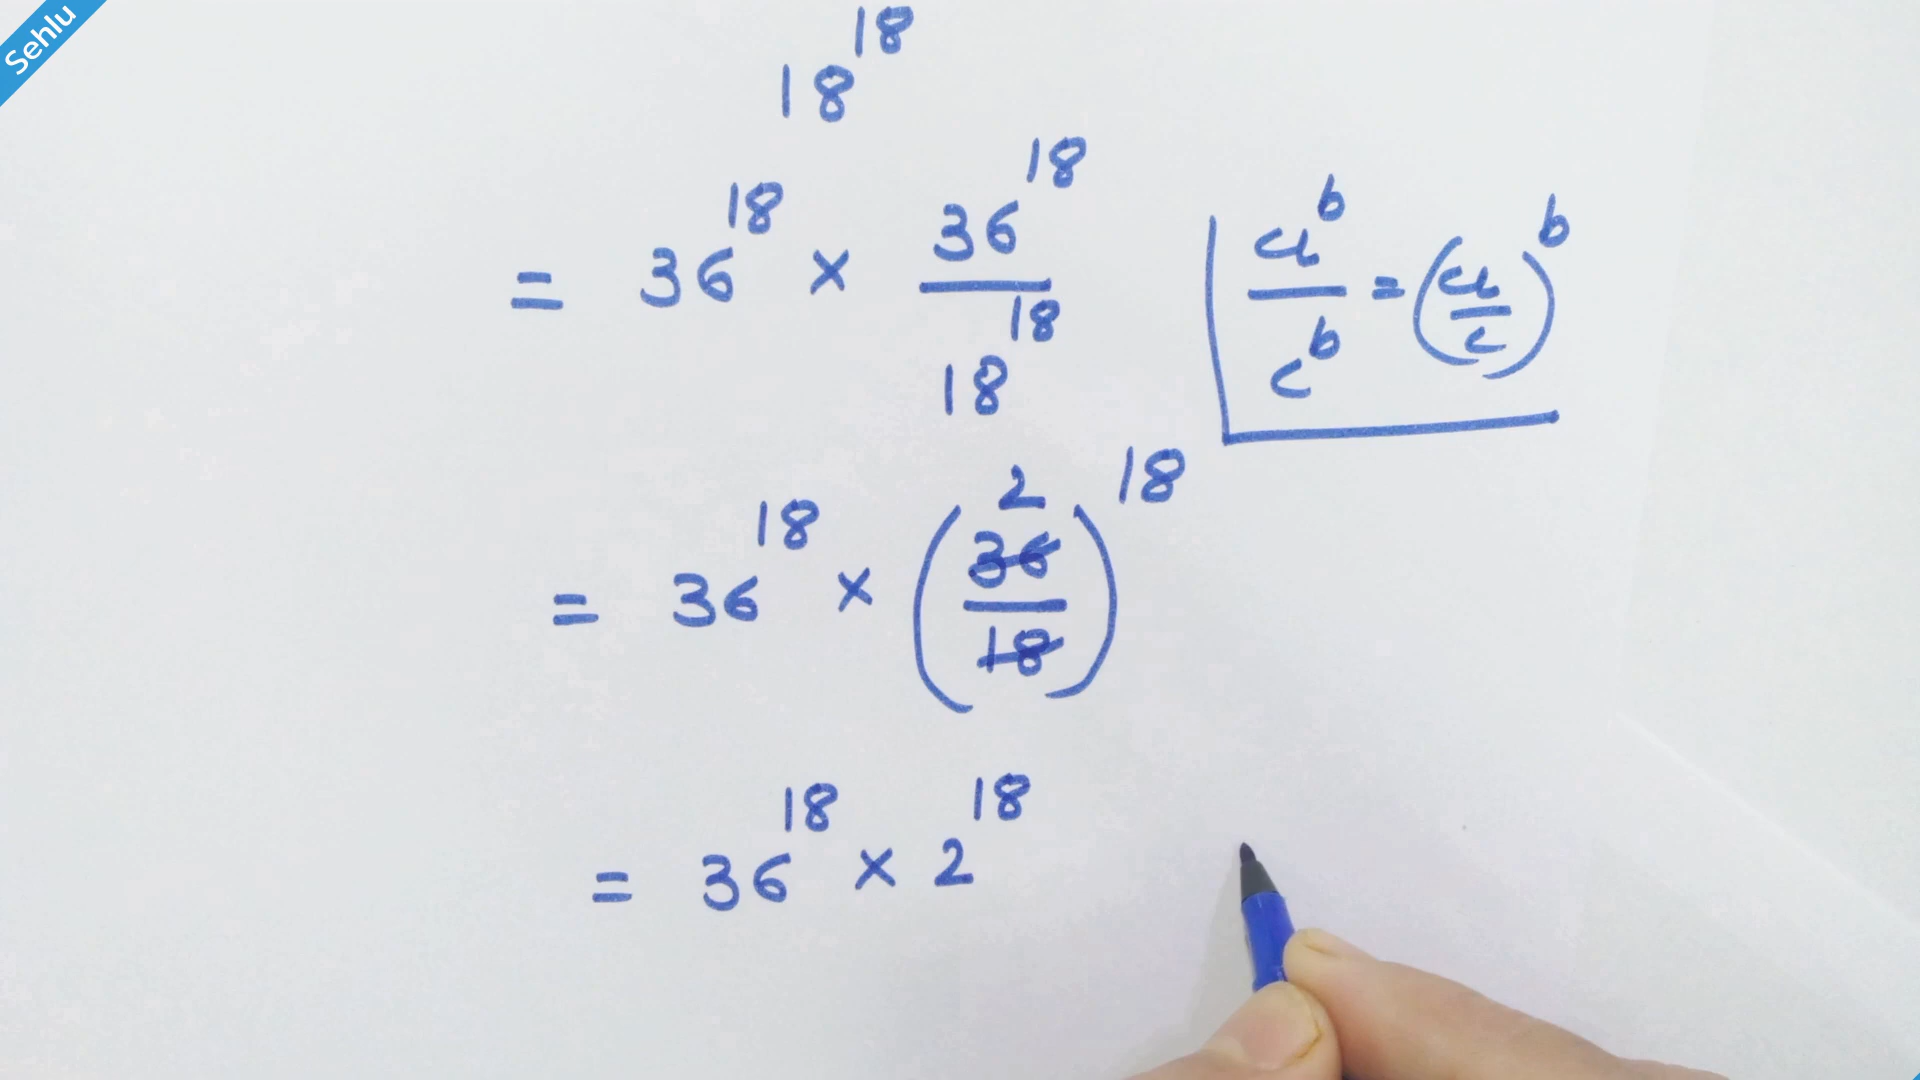 Sehlu
18^18
= 36^18 × 36^18/18^18
a^b/c^b = (a/c)^b
2
= 36^18 × (36/18)^18
= 36^18 × 2^18